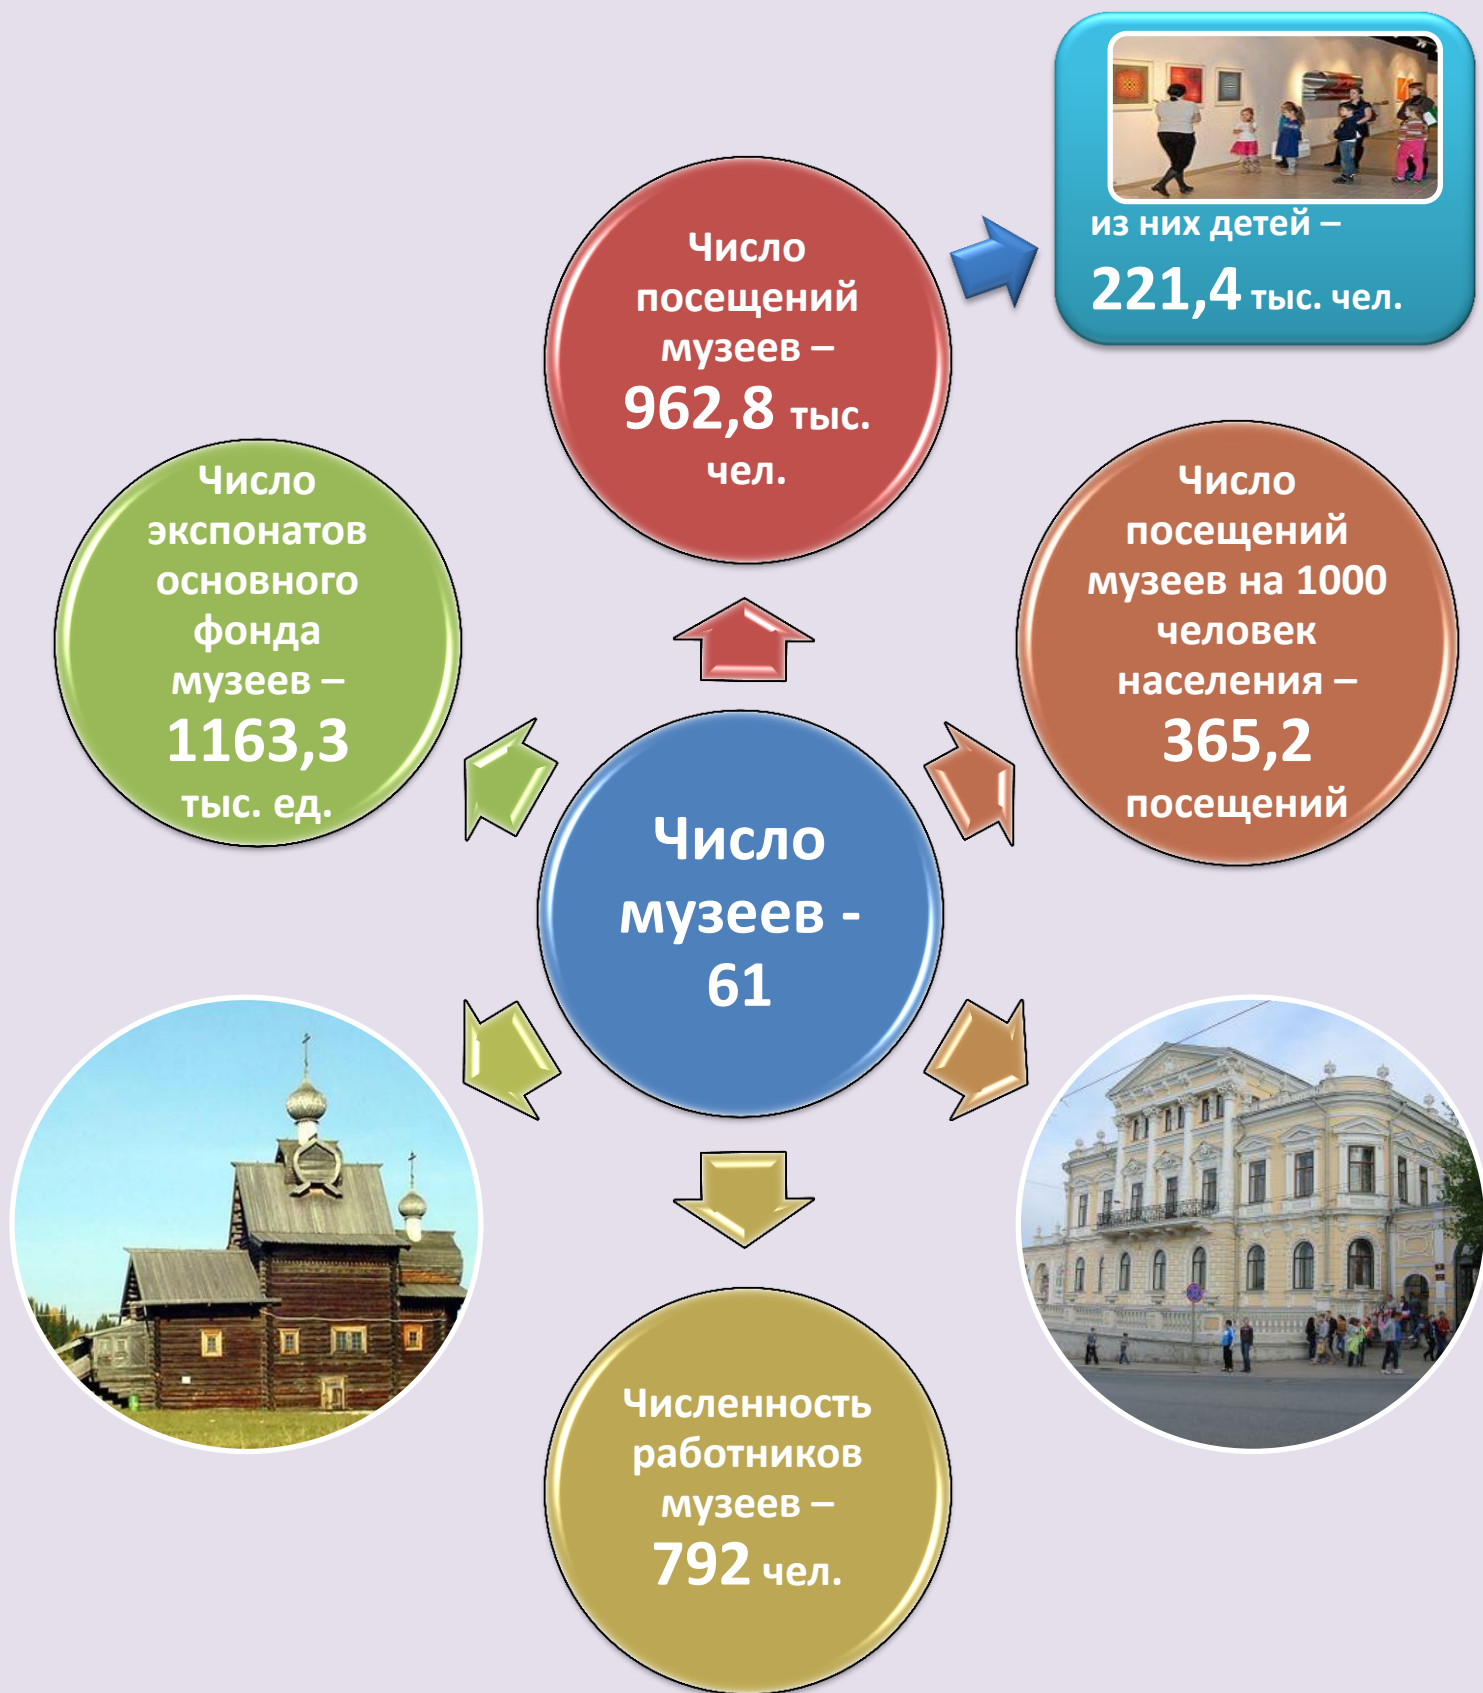 из них детей –
221,4 тыс. чел.
Число
посещений
музеев –
962,8 тыс.
чел.
Число
экспонатов
основного
фонда
музеев –
1163,3
тыс. ед.
Число
посещений
музеев на 1000
человек
населения –
365,2
посещений
Число
музеев -
61
Численность
работников
музеев –
792 чел.